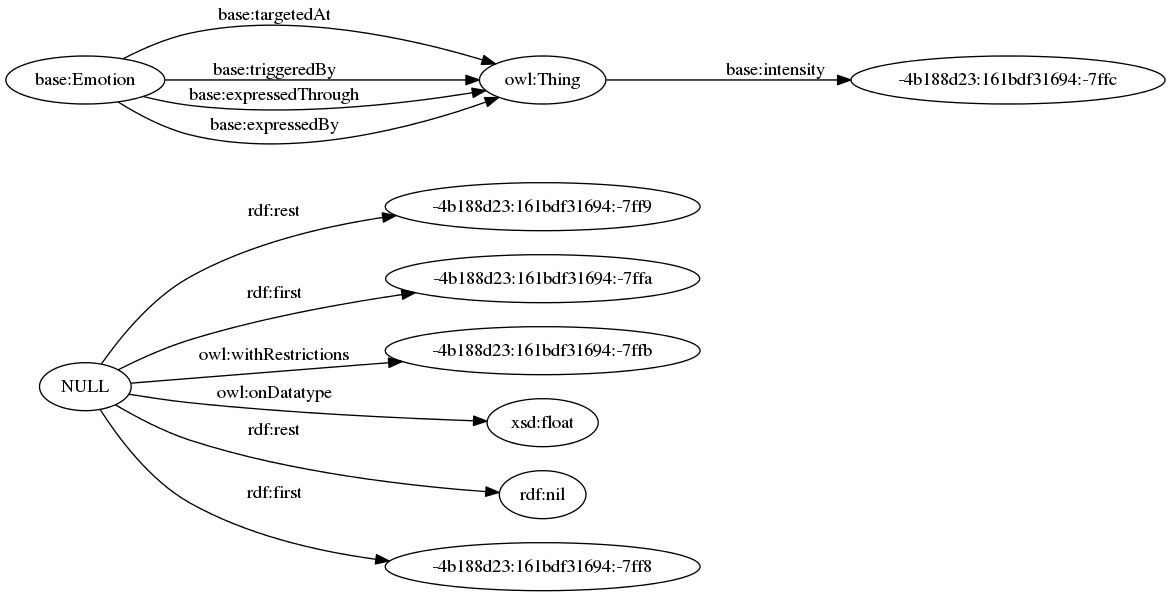 base:targetedAt
base:Emotion
base:triggeredBy
owl:Thing
base:intensity
-4b188d23:161bdf31694:-7ffc
base:expressedThrough
base:expressedBy
rdf:rest
-4b188d23:161bdf31694:-7ff9
rdf:first
-4b188d23:161bdf31694:-7ffa
owl:withRestrictions
-4b188d23:161bdf31694:-7ffb
NULL
owl:onDatatype
xsd:float
rdf:rest
rdf:nil
rdf:first
-4b188d23:161bdf31694:-7ff8